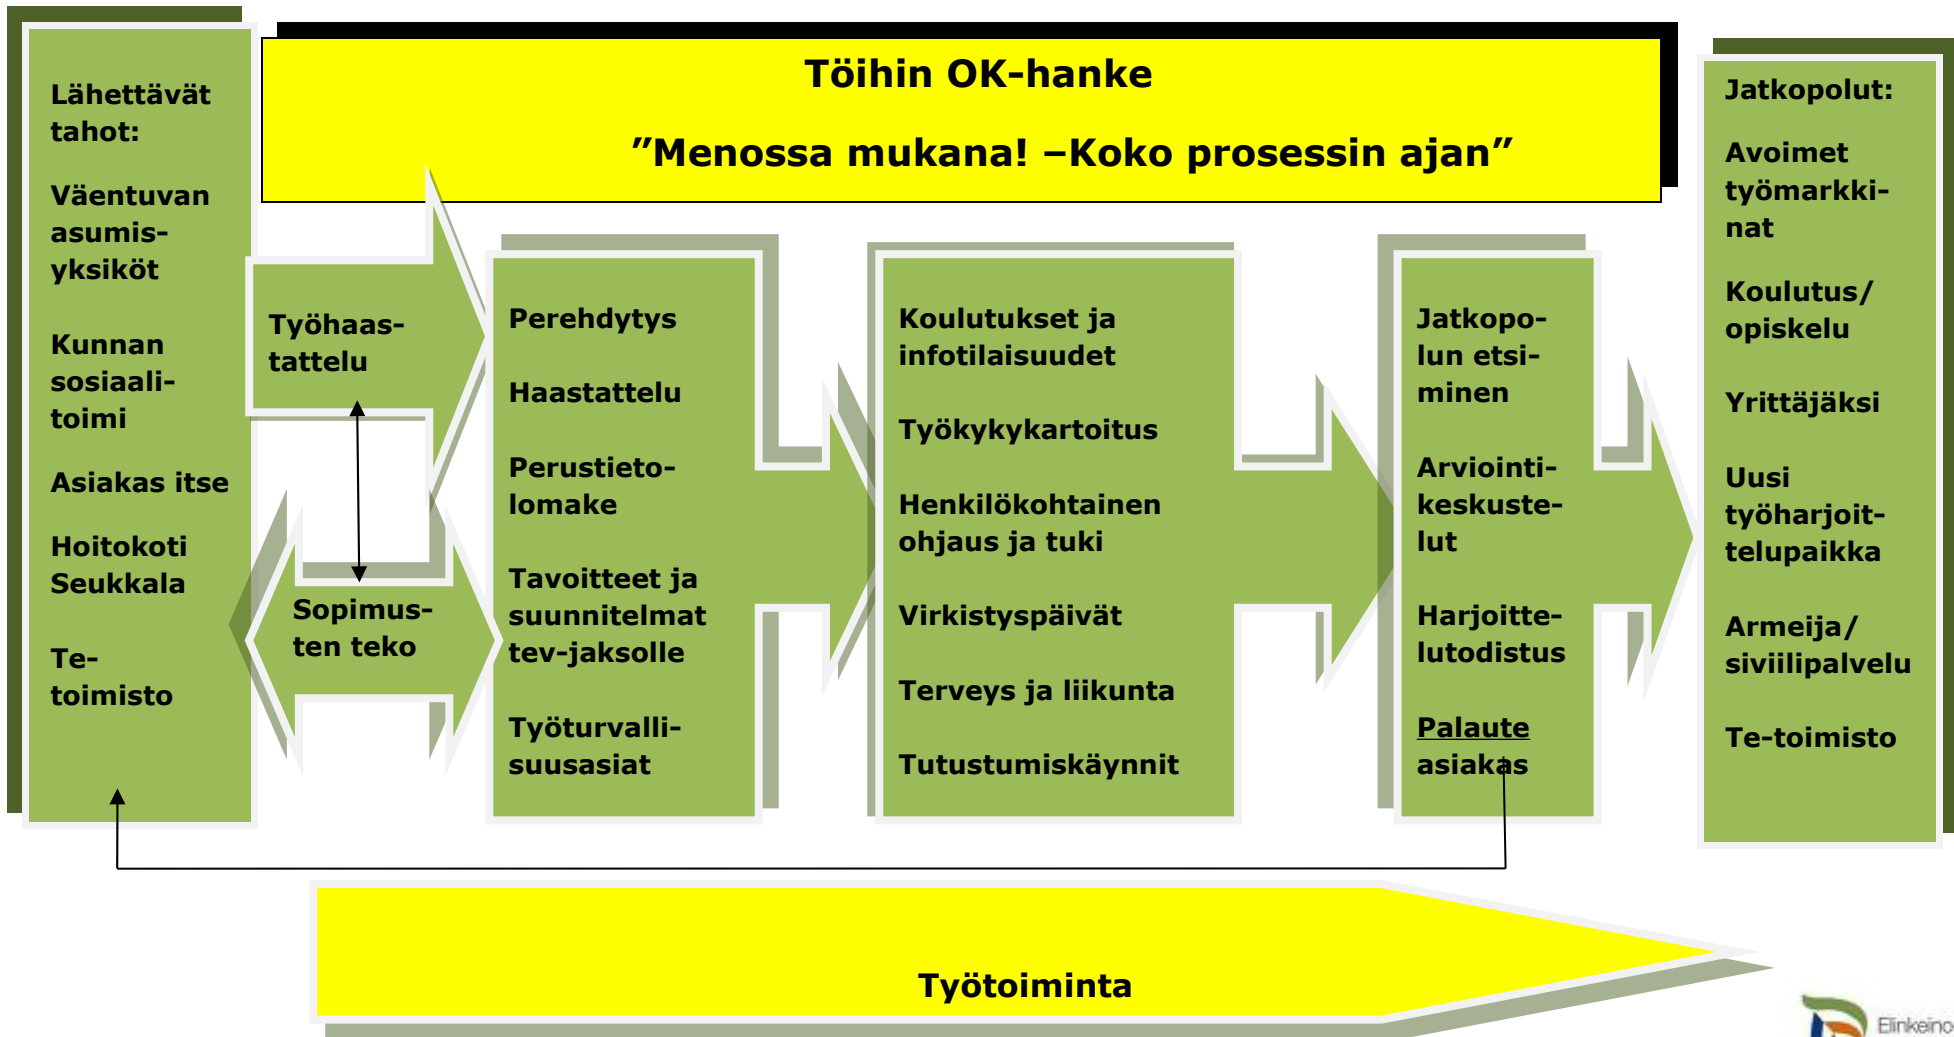 Töihin OK-hanke
”Menossa mukana! –Koko prosessin ajan”
Lähettävät
tahot:
Väentuvan
asumis-
yksiköt
Kunnan
sosiaali-
toimi
Asiakas itse
Hoitokoti
Seukkala
Te-
toimisto
Työhaas-
tattelu
Sopimus-
ten teko
Perehdytys
Haastattelu
Perustieto-
lomake
Tavoitteet ja
suunnitelmat
tev-jaksolle
Työturvalli-
suusasiat
Koulutukset ja
infotilaisuudet
Työkykykartoitus
Henkilökohtainen
ohjaus ja tuki
Virkistyspäivät
Terveys ja liikunta
Tutustumiskäynnit
Jatkopo-
lun etsi-
minen
Arviointi-
keskuste-
lut
Harjoitte-
lutodistus
Palaute
asiakas
Jatkopolut:
Avoimet
työmarkki-
nat
Koulutus/
opiskelu
Yrittäjäksi
Uusi
työharjoit-
telupaikka
Armeija/
siviilipalvelu
Te-toimisto
Työtoiminta
Elinkeino